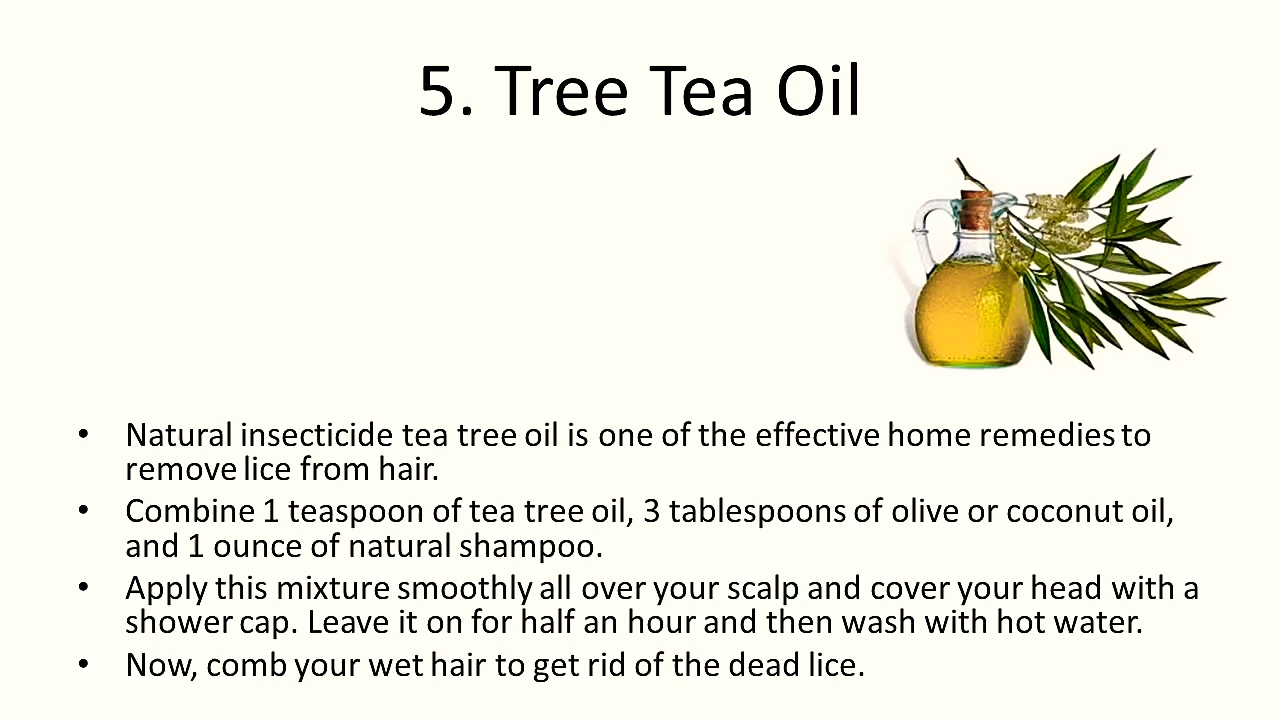 5. Tree Tea Oil
• Natural insecticide tea tree oil is one of the effective home remedies to
remove lice from hair.
• Combine 1 teaspoon of tea tree oil, 3 tablespoons of olive or coconut oil,
and 1 ounce of natural shampoo.
• Apply this mixture smoothly all over your scalp and cover your head with a
shower cap. Leave it on for half an hour and then wash with hot water.
• Now, comb your wet hair to get rid of the dead lice.